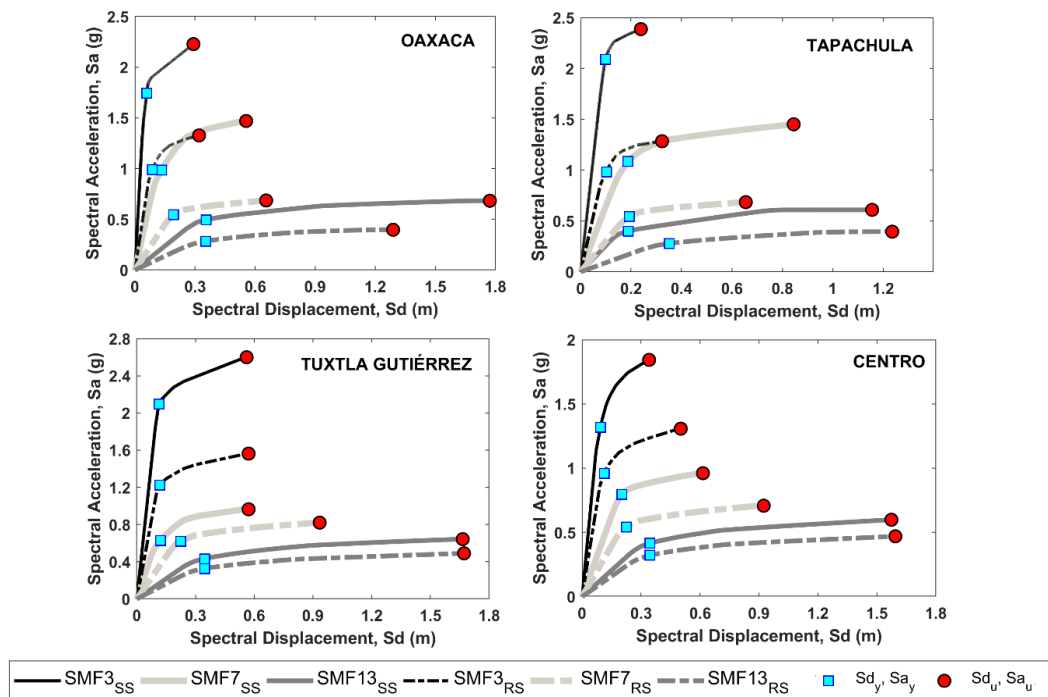 OAXACA
Spectral Acceleration, Sa (g)
2.5
2
1.5
1
0.5
0
0 0.3 0.6 0.9 1.2 1.5 1.8
Spectral Displacement, Sd (m)
TAPACHULA
Spectral Acceleration, Sa (g)
2.5
2
1.5
1
0.5
0
0 0.2 0.4 0.6 0.8 1 1.2
Spectral Displacement, Sd (m)
TUXTLA GUTIÉRREZ
Spectral Acceleration, Sa (g)
2.8
2.4
2
1.6
1.2
0.8
0.4
0
0 0.3 0.6 0.9 1.2 1.5 1.8
Spectral Displacement, Sd (m)
CENTRO
Spectral Acceleration, Sa (g)
2
1.5
1
0.5
0
0 0.3 0.6 0.9 1.2 1.5 1.8
Spectral Displacement, Sd (m)
SMF3SS SMF7SS SMF13SS SMF3RS SMF7RS SMF13RS Sdy, Say Sdu, Sau